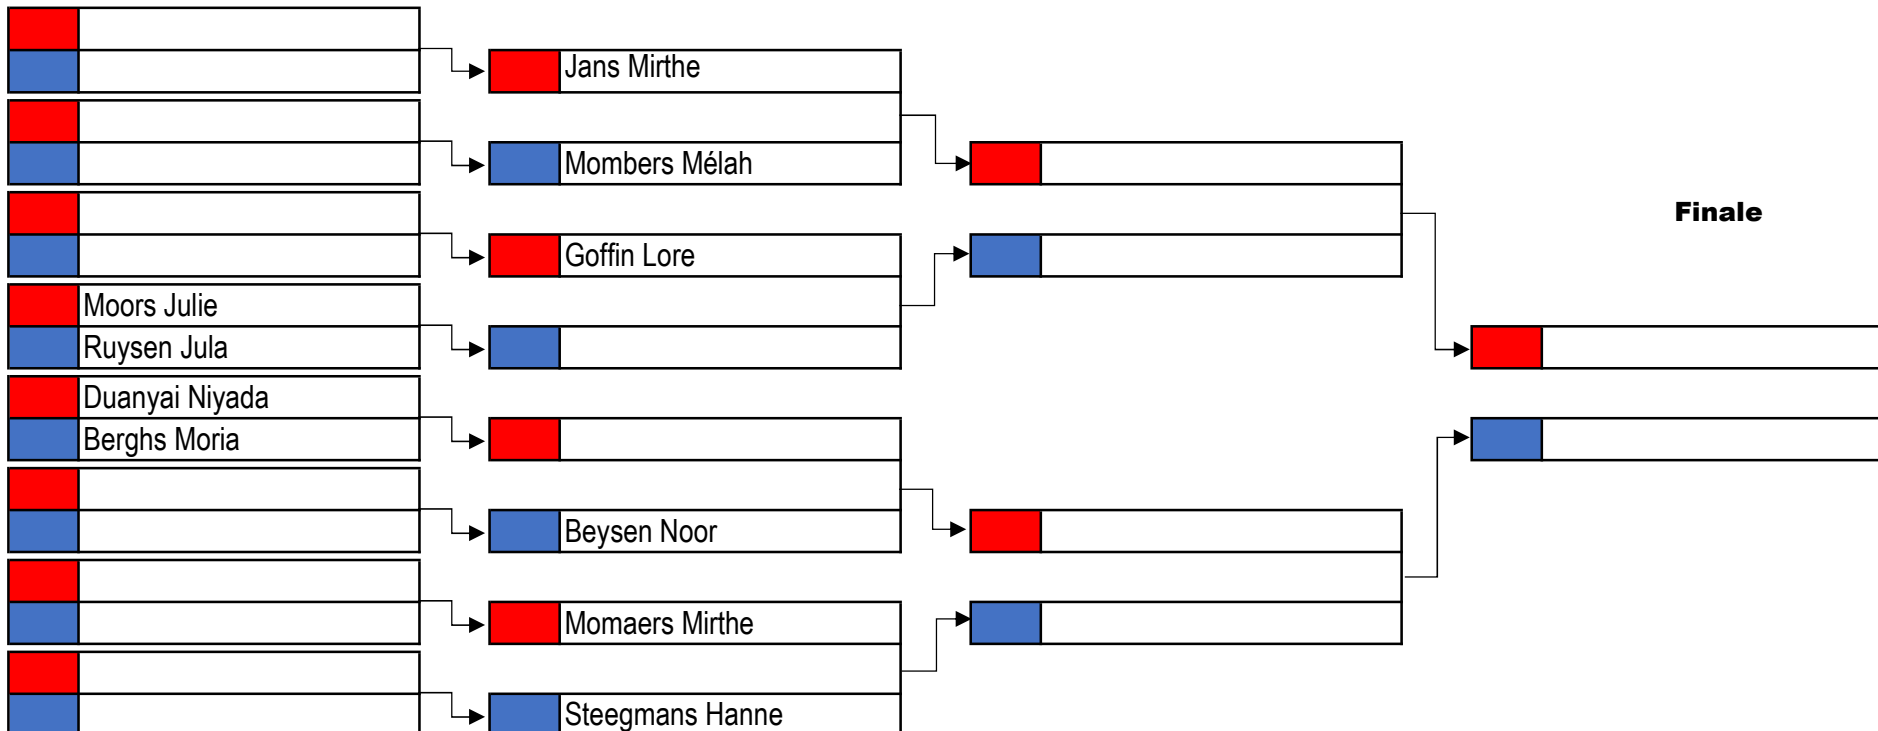 Jans Mirthe
Mombers Mélah
Finale
Goffin Lore
Moors Julie
Ruysen Jula
Duanyai Niyada
Berghs Moria
Beysen Noor
Momaers Mirthe
Steegmans Hanne